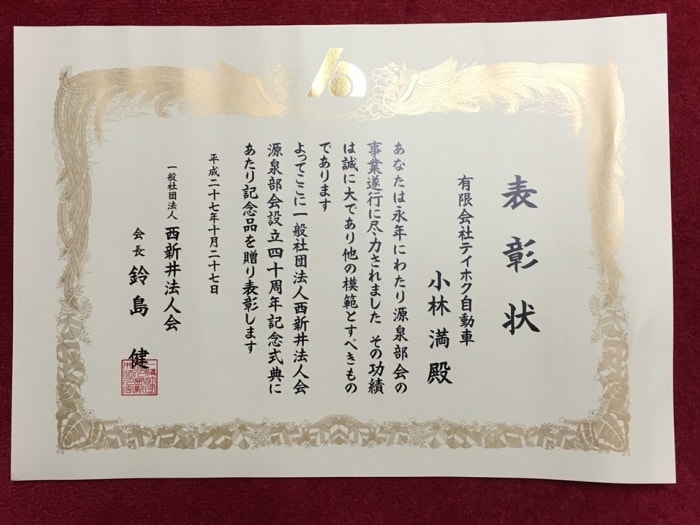 表彰状
有限会社テイホク自動車
小林満殿
あなたは永年にわたり源泉部会の
事業遂行に尽力されました その功績
は誠に大であり他の模範とすべきもの
であります
よってここに一般社団法人西新井法人会
源泉部会設立四十周年記念式典に
あたり記念品を贈り表彰します
平成二十七年十月二十七日
一般社団法人 西新井法人会
会長 鈴島健